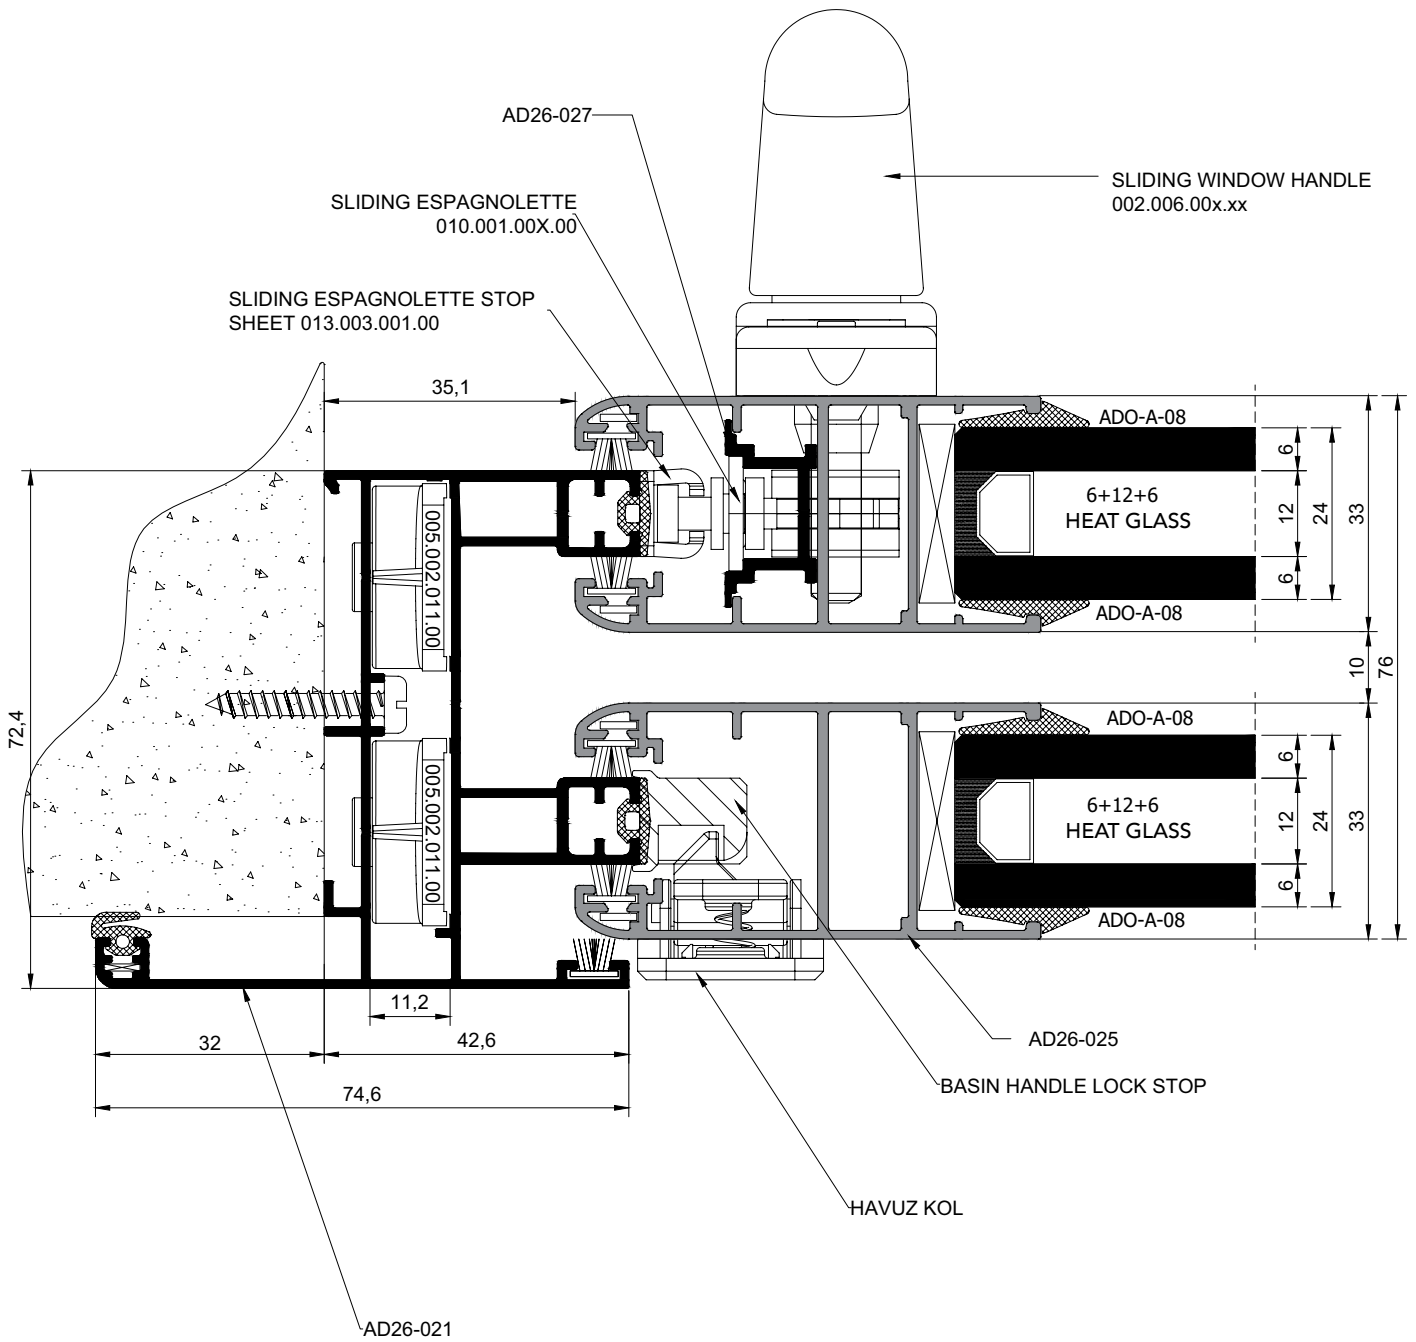 AD26-027
SLIDING WINDOW HANDLE
002.006.00x.xx
SLIDING ESPAGNOLETTE
010.001.00X.00
SLIDING ESPAGNOLETTE STOP
SHEET 013.003.001.00
35,1
ADO-A-08
6
6+12+6
HEAT GLASS
12
24
33
005.002.011.00
6
ADO-A-08
10
76
72,4
ADO-A-08
6
005.002.011.00
6+12+6
HEAT GLASS
12
24
33
6
ADO-A-08
11,2
32
42,6
AD26-025
74,6
BASIN HANDLE LOCK STOP
HAVUZ KOL
AD26-021